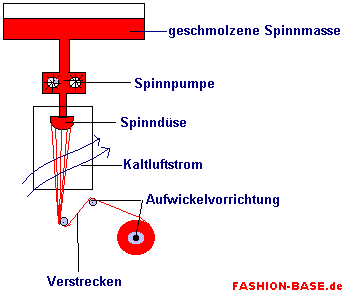 geschmolzene Spinnmasse
Spinnpumpe
Spinndüse
Kaltluftstrom
Aufwickelvorrichtung
Verstrecken
FASHION-BASE.de